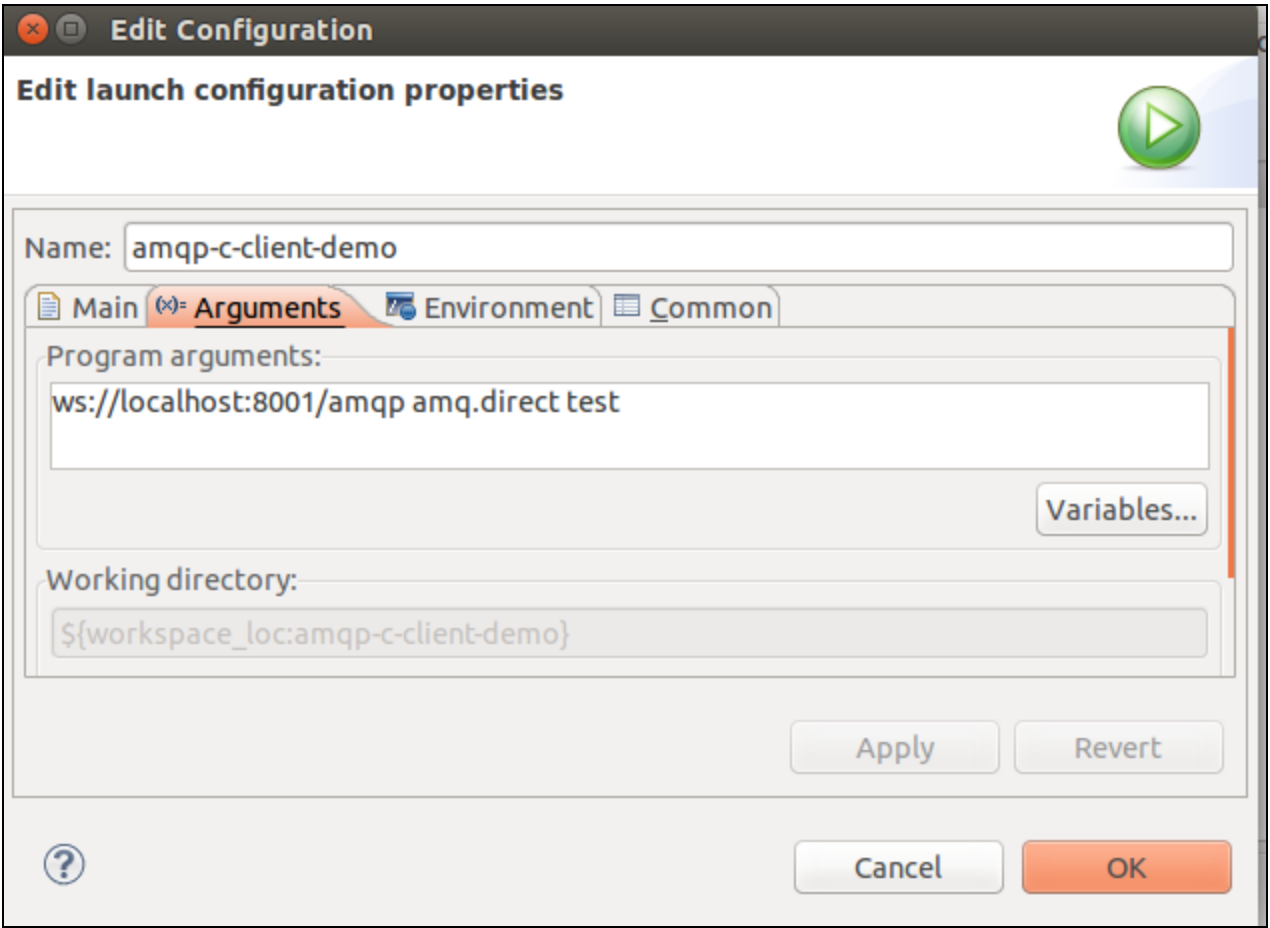 Edit Configuration
Edit launch configuration properties
Name: amqp-c-client-demo
Main (x)= Arguments Environment Common
Program arguments:
ws://localhost:8001/amqp amq.direct test
Variables...
Working directory:
${workspace_loc:amqp-c-client-demo}
Apply Revert
? Cancel OK